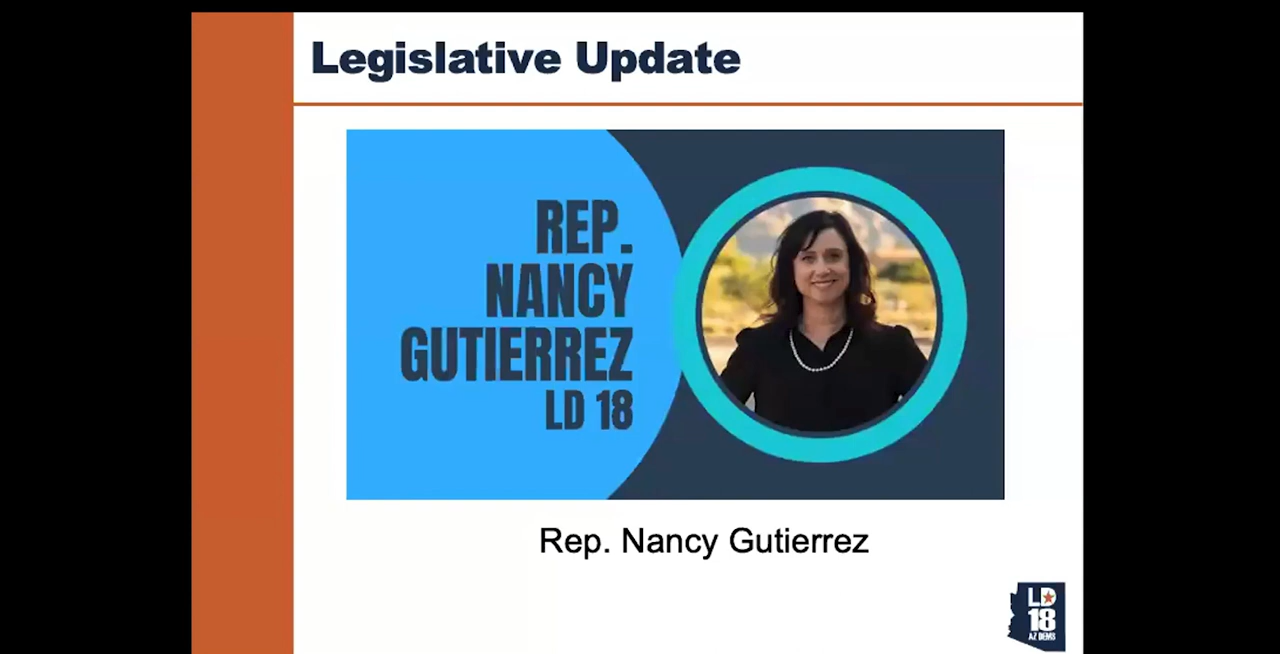 Legislative Update
REP.
NANCY
GUTIERREZ
LD 18
Rep. Nancy Gutierrez
LD
18
AZ DEMS